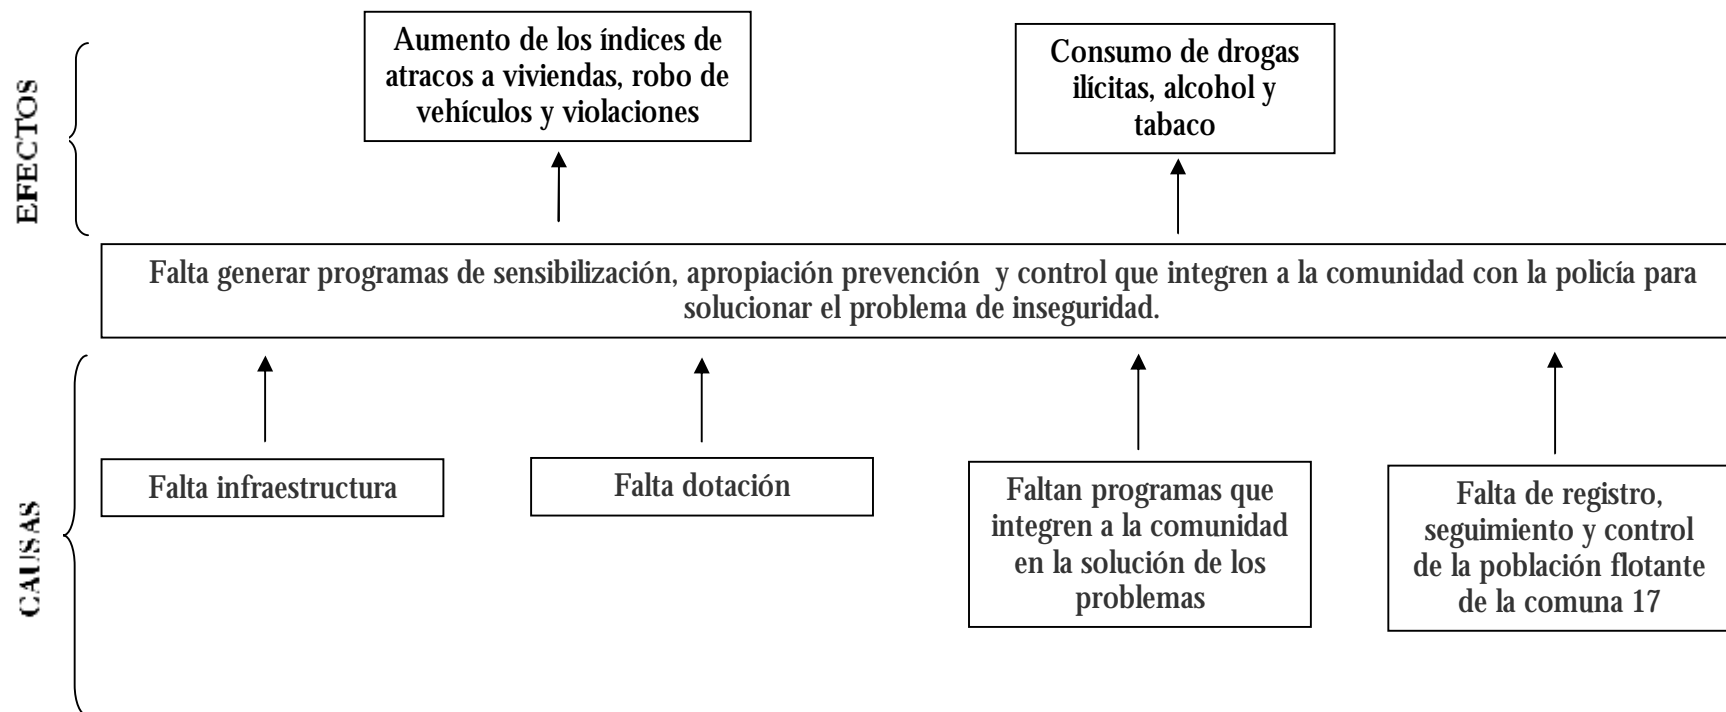 EFECTOS
Aumento de los índices de
atracos a viviendas, robo de
vehículos y violaciones
Consumo de drogas
ilícitas, alcohol y
tabaco
Falta generar programas de sensibilización, apropiación prevención y control que integren a la comunidad con la policía para
solucionar el problema de inseguridad.
CAUSAS
Falta infraestructura
Falta dotación
Faltan programas que
integren a la comunidad
en la solución de los
problemas
Falta de registro,
seguimiento y control
de la población flotante
de la comuna 17